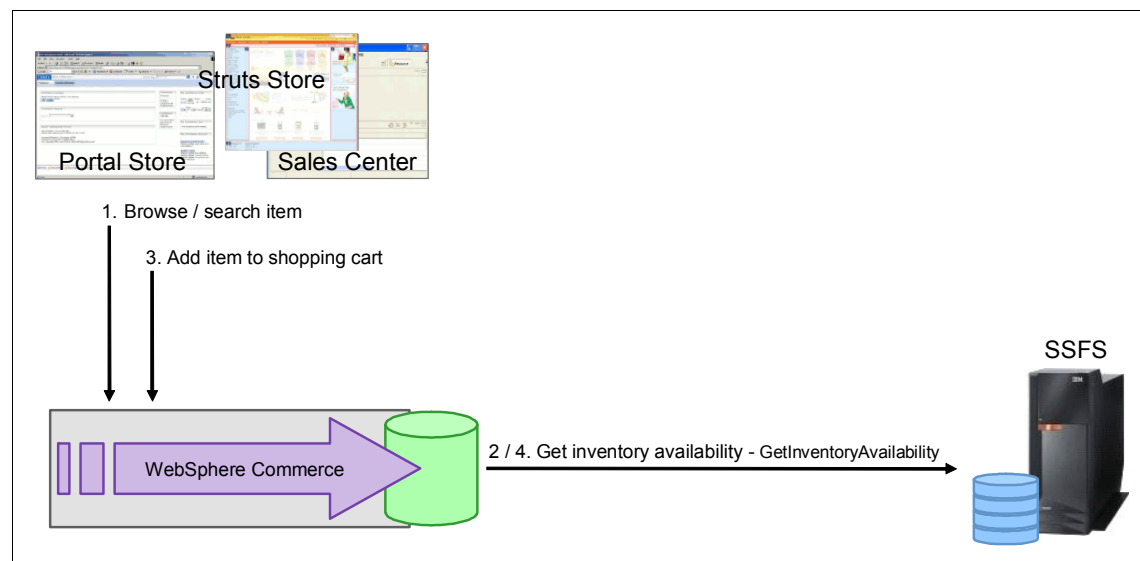 Struts Store
Portal Store
Sales Center
1. Browse / search item
3. Add item to shopping cart
SSFS
IBM
WebSphere Commerce
2 / 4. Get inventory availability - GetInventoryAvailability